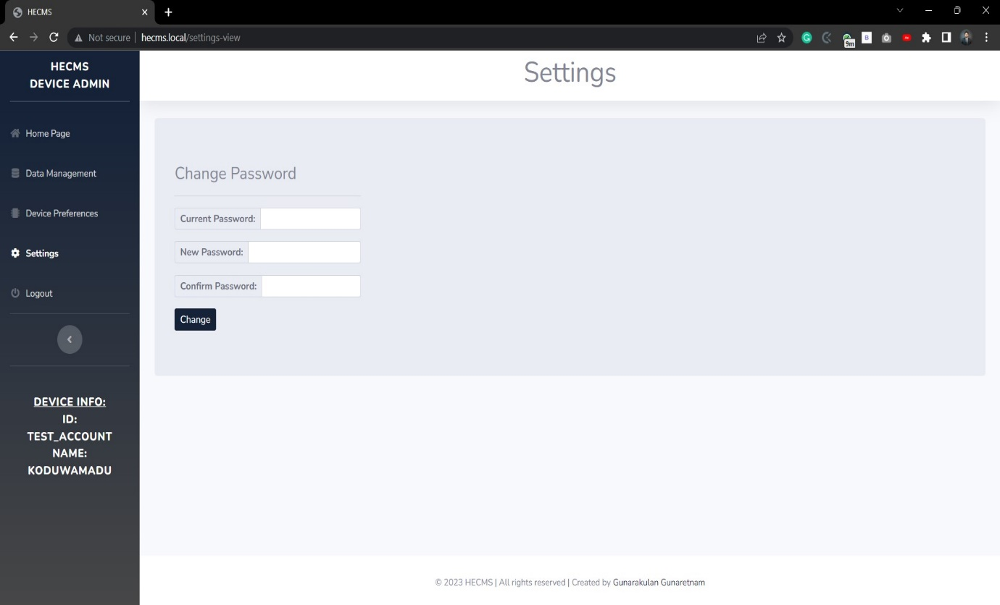 HECMS
Not secure | hecms.local/settings-view
9m
B
HECMS
DEVICE ADMIN
Settings
Home Page
Data Management
Device Preferences
Settings
Logout
Change Password
Current Password:
New Password:
Confirm Password:
Change
DEVICE INFO:
ID:
TEST_ACCOUNT
NAME:
KODUWAMADU
© 2023 HECMS | All rights reserved | Created by Gunarakulan Gunaretnam